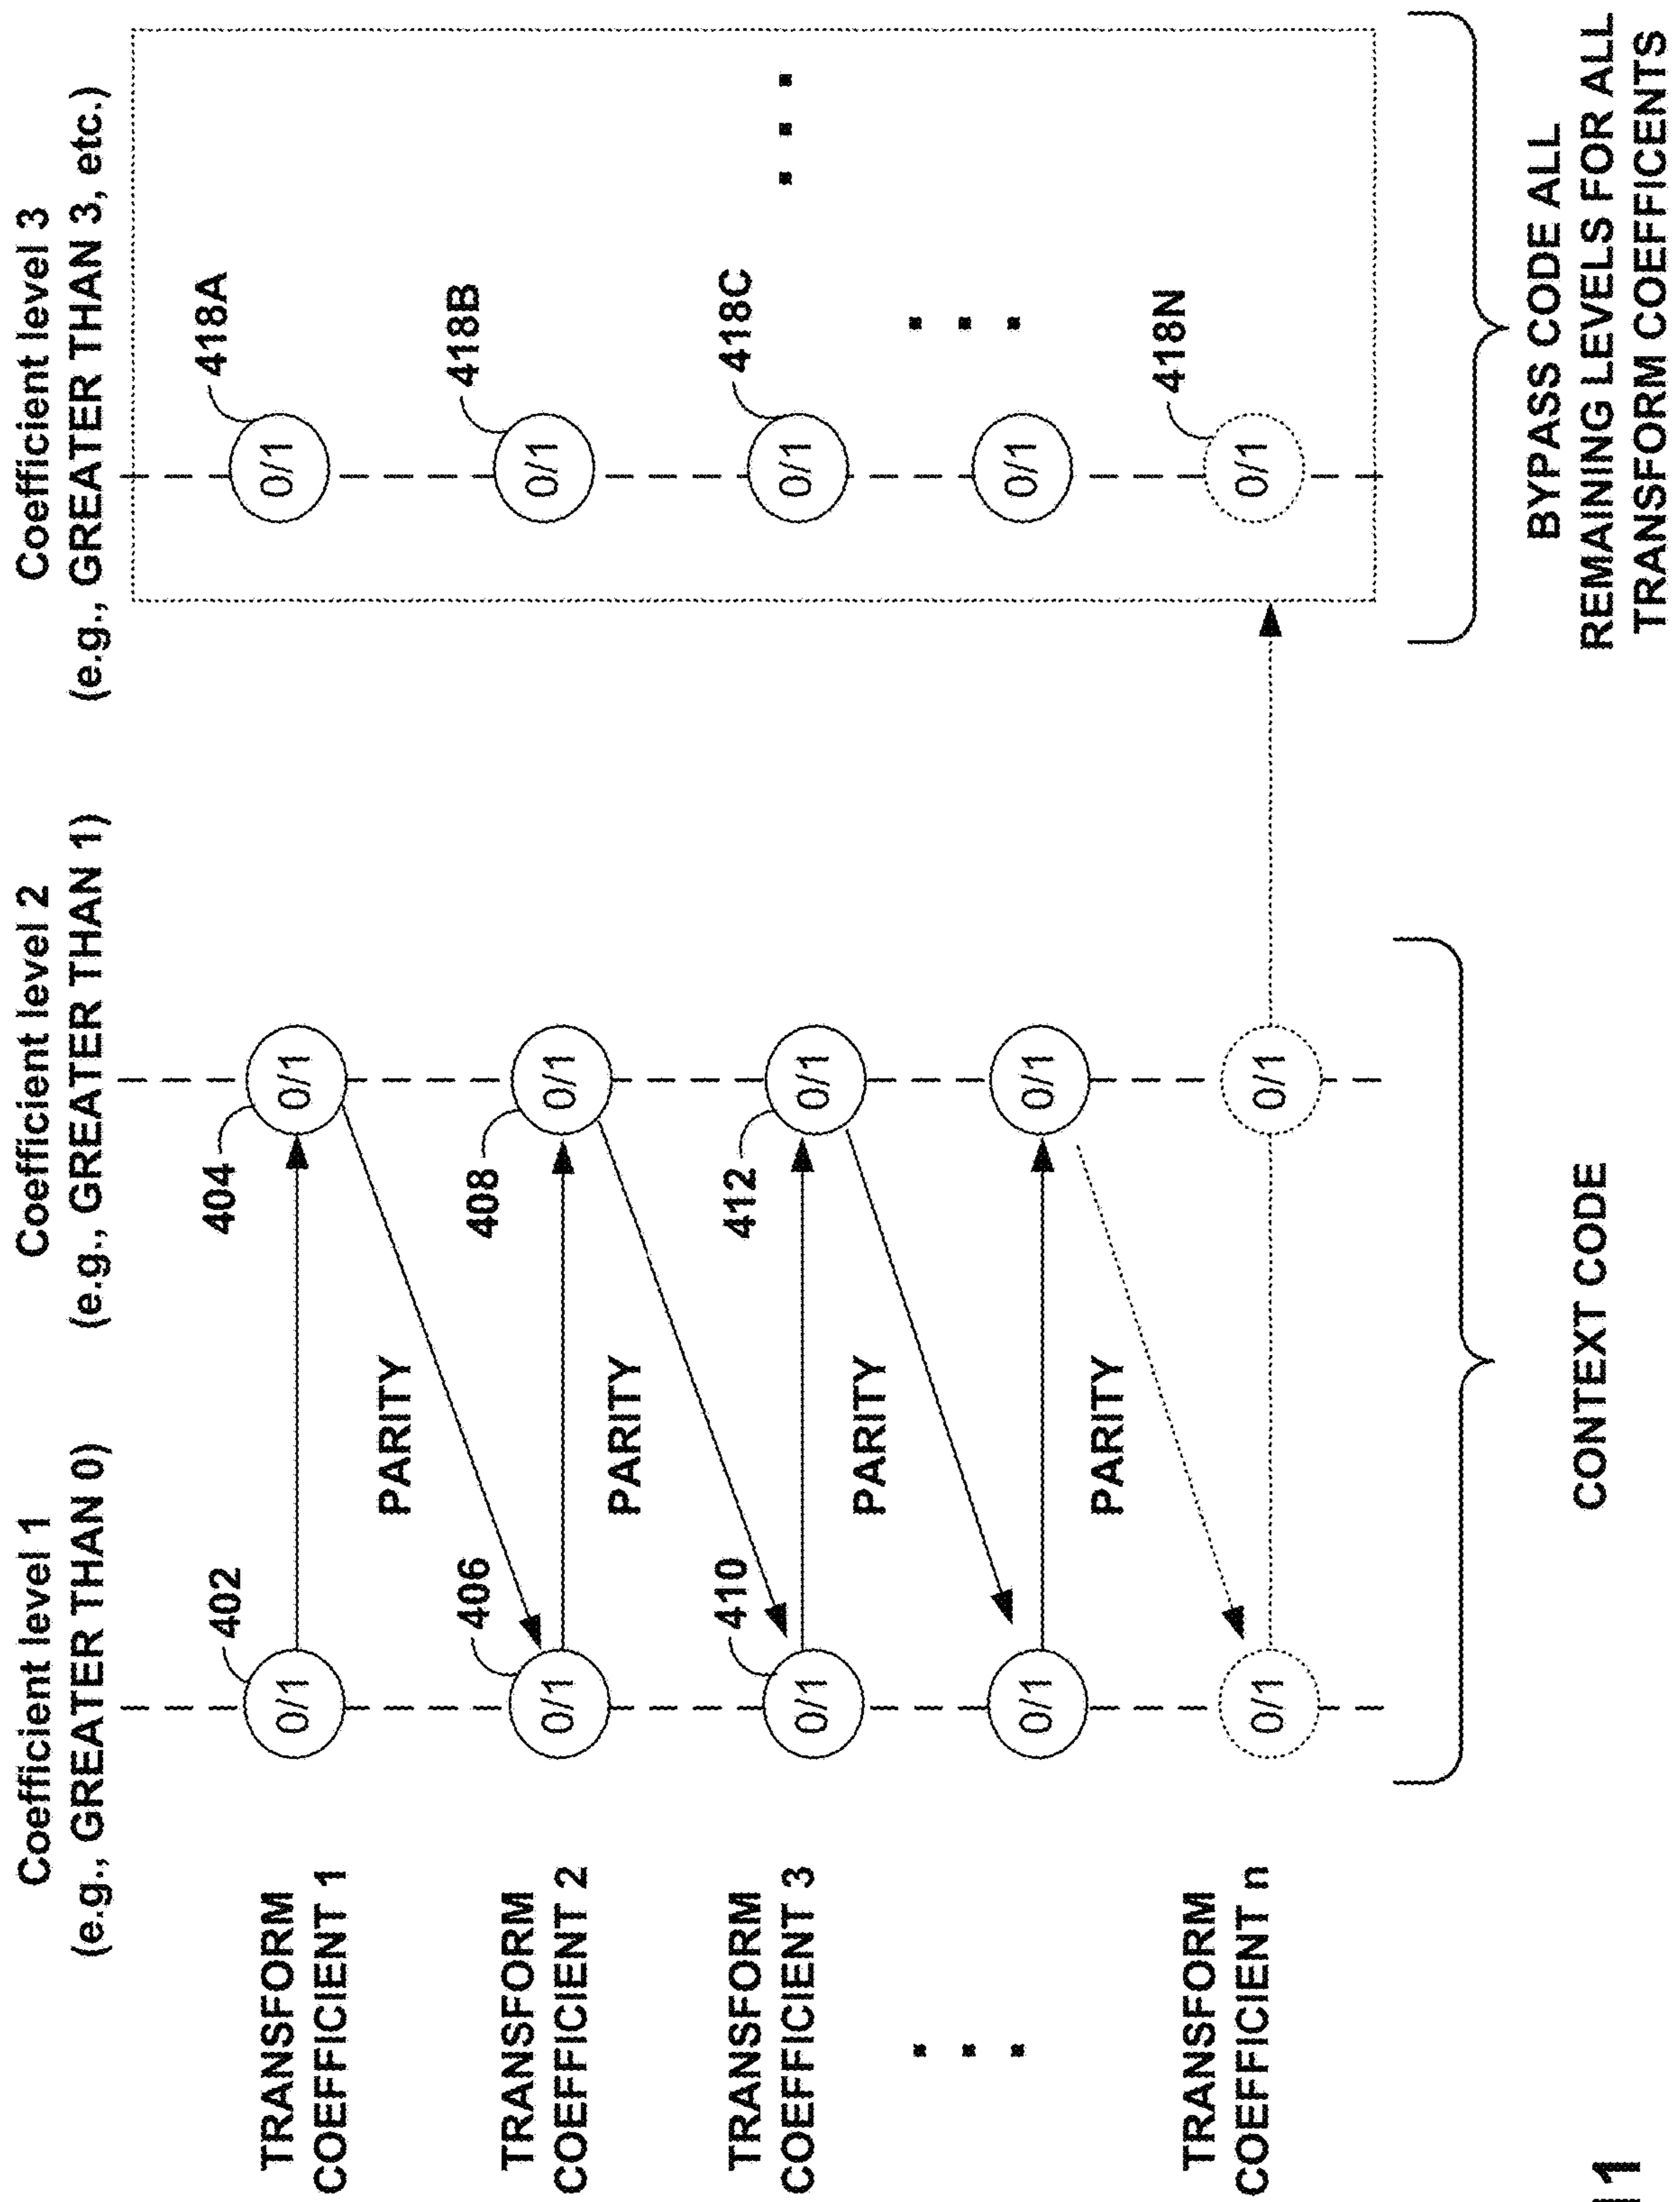 Coefficient level 1
(e.g., GREATER THAN 0)
Coefficient level 2
(e.g., GREATER THAN 1)
Coefficient level 3
(e.g., GREATER THAN 3, etc.)
TRANSFORM
COEFFICIENT 1
0/1
402
0/1
404
0/1
418A
PARITY
TRANSFORM
COEFFICIENT 2
0/1
406
0/1
408
0/1
418B
PARITY
TRANSFORM
COEFFICIENT 3
0/1
410
0/1
412
0/1
418C
PARITY
0/1
0/1
0/1
PARITY
TRANSFORM
COEFFICIENT n
0/1
0/1
0/1
418N
CONTEXT CODE
BYPASS CODE ALL
REMAINING LEVELS FOR ALL
TRANSFORM COEFFICENTS